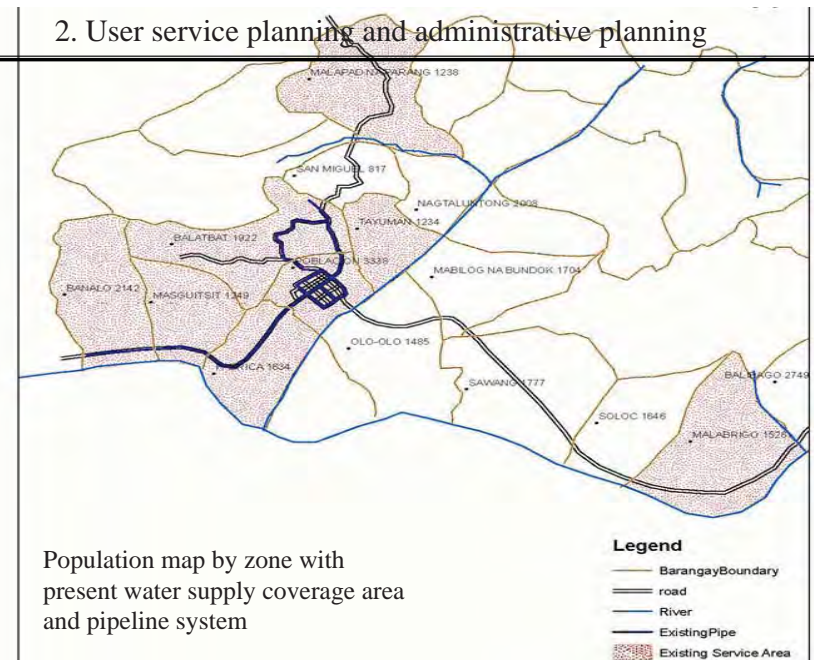 2. User service planning and administrative planning
MALAPAD NA PARANG 1238
SAN MIGUEL 817
NAGTALUNTONG 2008
TAYUMAN 1234
BALATBAT 1922
POBLACION 3339
MABILOG NA BUNDOK 1704
BANALO 2142
MASGUITSIT 1349
OLO-OLO 1485
1634
SAWANG 1777
BALIBAGO 2749
SOLOC 1646
MALABRIGO 1526
Population map by zone with
present water supply coverage area
and pipeline system
Legend
BarangayBoundary
road
River
ExistingPipe
Existing Service Area